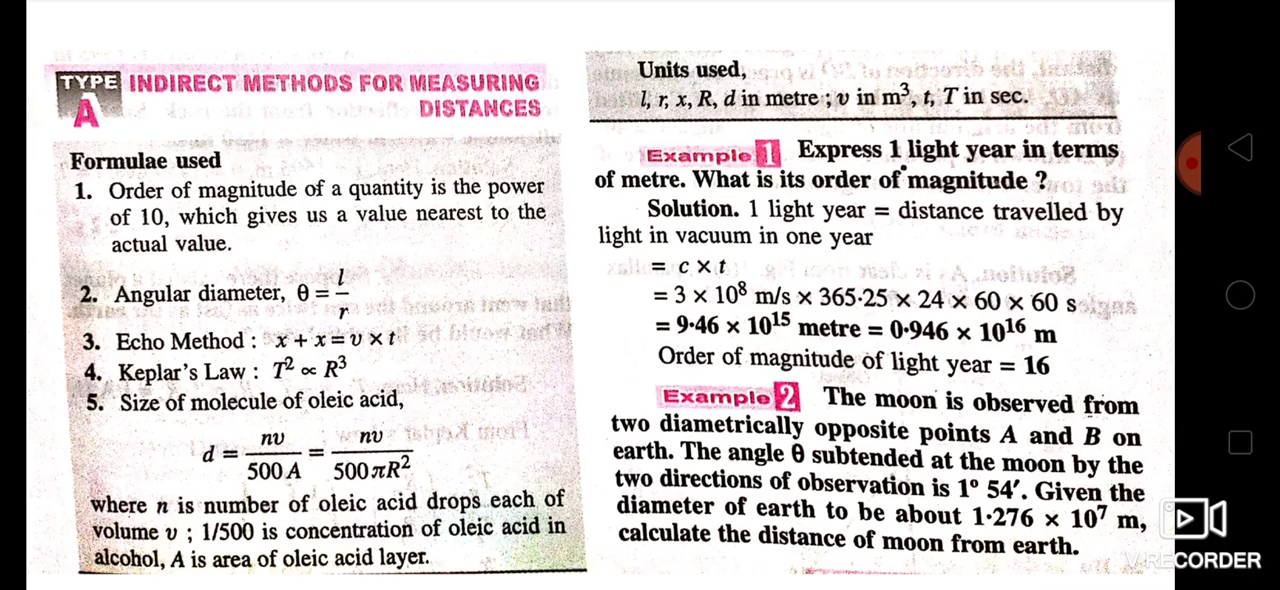 TYPE A INDIRECT METHODS FOR MEASURING
DISTANCES
Formulae used
1. Order of magnitude of a quantity is the power
of 10, which gives us a value nearest to the
actual value.
2. Angular diameter, θ = l/r
3. Echo Method : x + x = υ × t
4. Keplar's Law : T² ∝ R³
5. Size of molecule of oleic acid,
d = nυ/500 A = nυ/500 πR²
where n is number of oleic acid drops each of
volume υ ; 1/500 is concentration of oleic acid in
alcohol, A is area of oleic acid layer.
Units used,
l, r, x, R, d in metre ; υ in m³, t, T in sec.
Example 1 Express 1 light year in terms
of metre. What is its order of magnitude ?
Solution. 1 light year = distance travelled by
light in vacuum in one year
= c × t
= 3 × 10⁸ m/s × 365·25 × 24 × 60 × 60 s
= 9·46 × 10¹⁵ metre = 0·946 × 10¹⁶ m
Order of magnitude of light year = 16
Example 2 The moon is observed from
two diametrically opposite points A and B on
earth. The angle θ subtended at the moon by the
two directions of observation is 1° 54′. Given the
diameter of earth to be about 1·276 × 10⁷ m,
calculate the distance of moon from earth.
V RECORDER